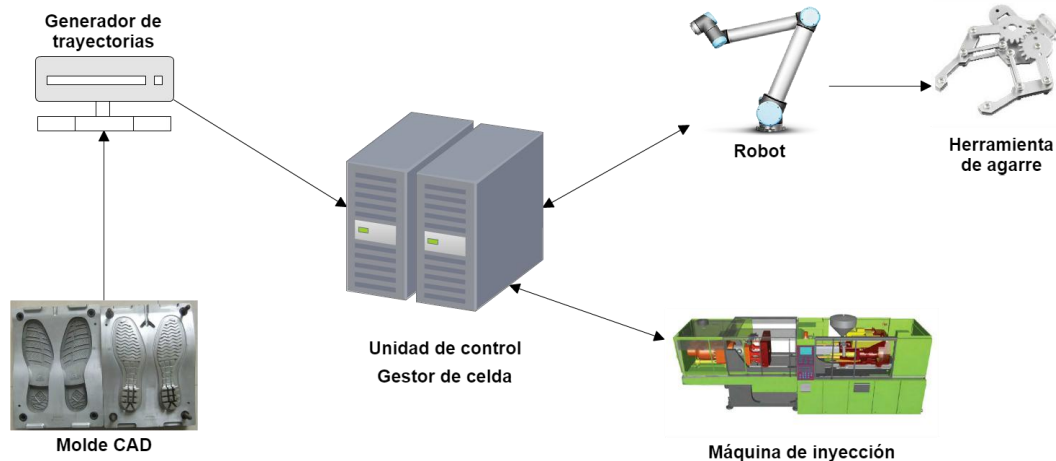 Generador de
trayectorias
Robot
Herramienta
de agarre
Unidad de control
Gestor de celda
Molde CAD
Máquina de inyección